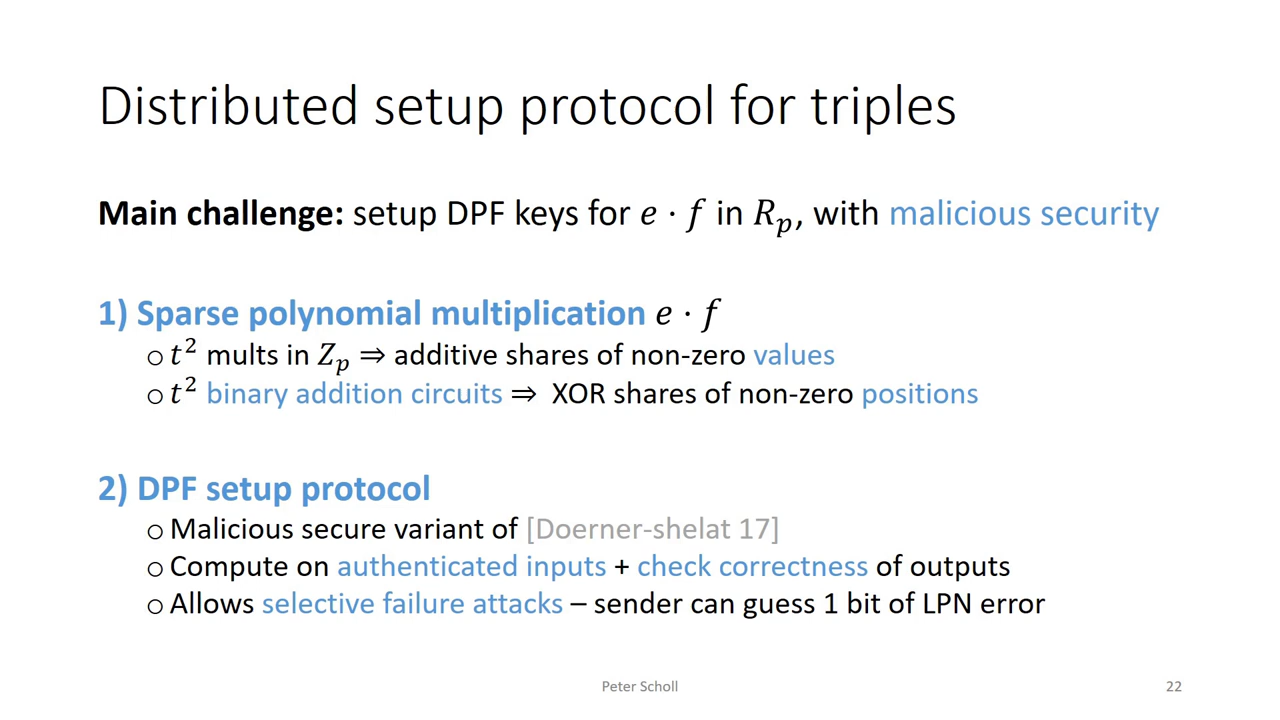 Distributed setup protocol for triples
Main challenge: setup DPF keys for e · f in Rₚ, with malicious security
1) Sparse polynomial multiplication e · f
○ t² mults in Zₚ ⇒ additive shares of non-zero values
○ t² binary addition circuits ⇒ XOR shares of non-zero positions
2) DPF setup protocol
○ Malicious secure variant of [Doerner-shelat 17]
○ Compute on authenticated inputs + check correctness of outputs
○ Allows selective failure attacks – sender can guess 1 bit of LPN error
Peter Scholl
22